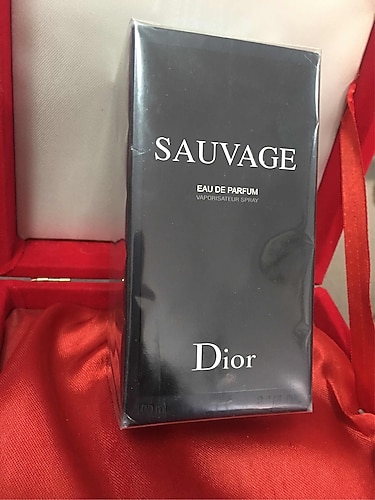 SAUVAGE
EAU DE PARFUM
VAPORISATEUR SPRAY
Dior